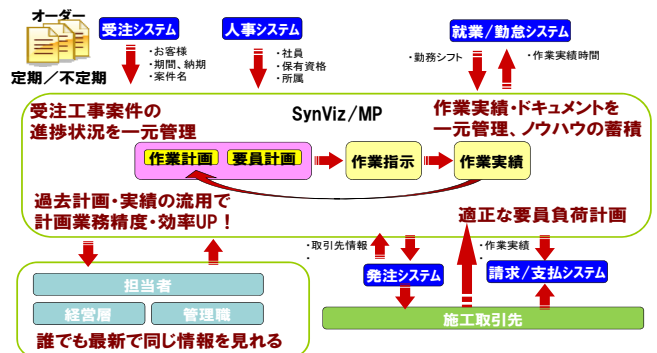 オーダー
定期/不定期
受注システム
・お客様
・期間、納期
・案件名
人事システム
・社員
・保有資格
・所属
就業/勤怠システム
・勤務シフト
・作業実績時間
受注工事案件の
進捗状況を一元管理
SynViz/MP
作業実績・ドキュメントを
一元管理、ノウハウの蓄積
作業計画
要員計画
作業指示
作業実績
過去計画・実績の流用で
計画業務精度・効率UP!
適正な要員負荷計画
・取引先情報
・
発注システム
・作業実績
・
請求/支払システム
担当者
経営層
管理職
誰でも最新で同じ情報を見れる
施工取引先